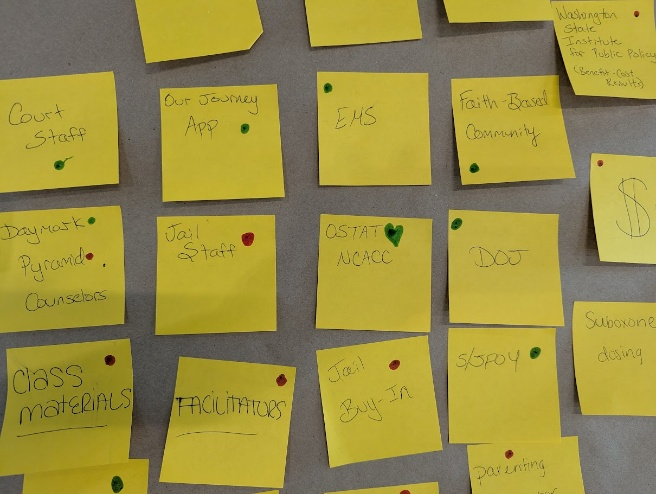 Washington
State
Institute
for Public Policy
(Benefit-Cost
Results)
Court
Staff
Our Journey
App
EMS
Faith-Based
Community
$
Daymark
Pyramid
Counselors
Jail
Staff
OSTAT
NCACC
DOJ
Suboxone
dosing
Class
MATERIALS
FACILITATORS
Jail
Buy-In
parenting